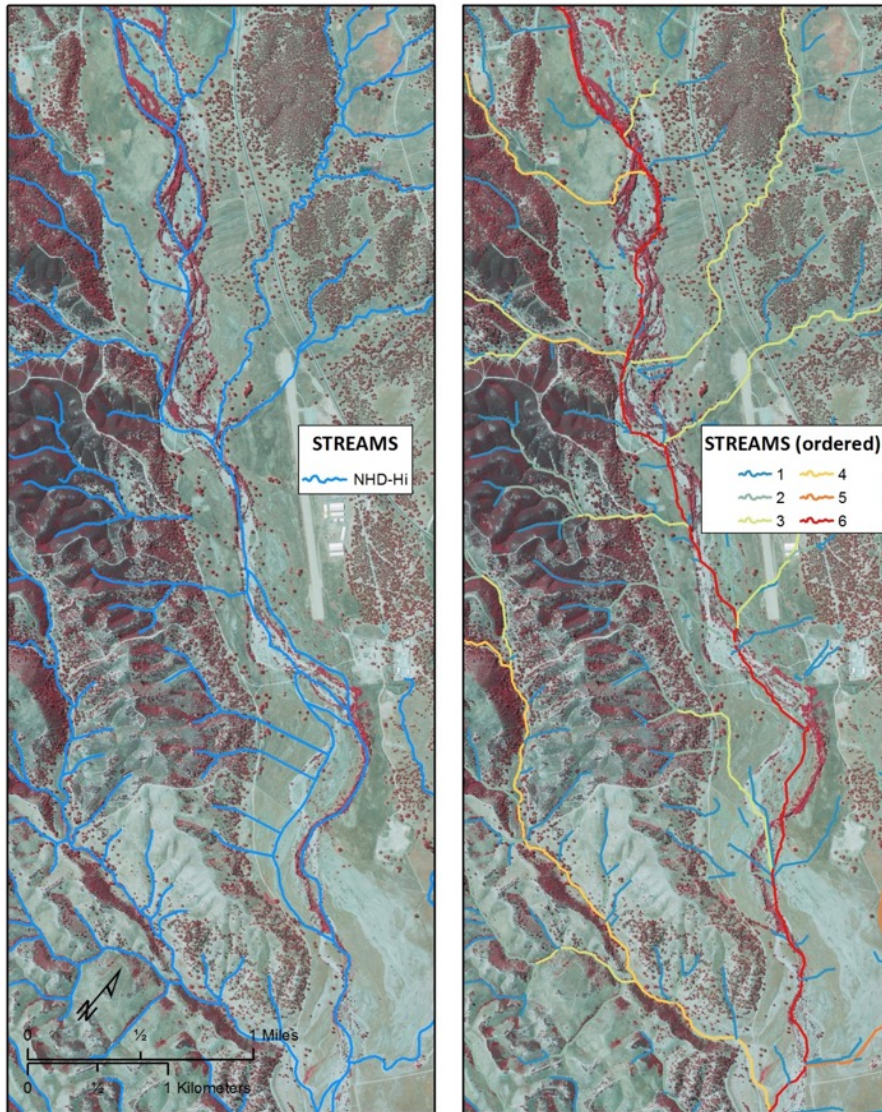 STREAMS
NHD-Hi
N
0 ½ 1 Miles
0 ½ 1 Kilometers
STREAMS (ordered)
1 4
2 5
3 6